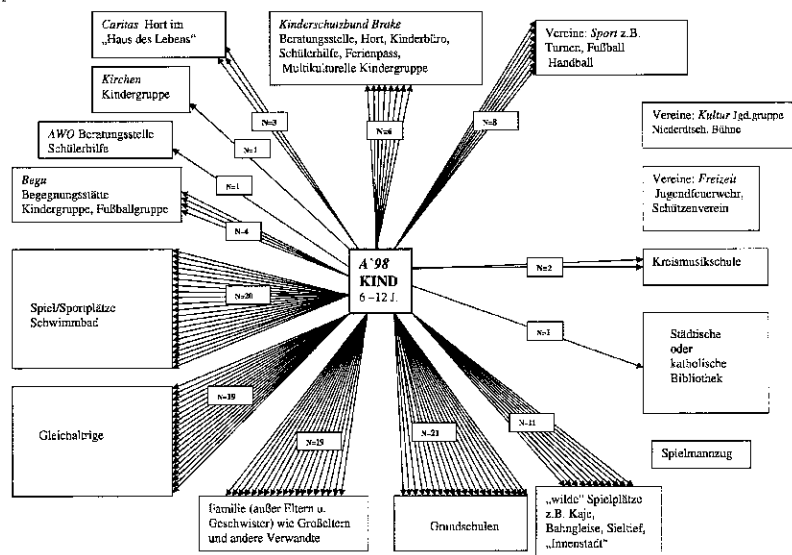 Caritas Hort im
„Haus des Lebens“
Kinderschutzbund Brake
Beratungsstelle, Hort, Kinderbüro,
Schülerhilfe, Ferienpass,
Multikulturelle Kindergruppe
Vereine: Sport z.B.
Turnen, Fußball
Handball
Kirchen
Kindergruppe
Vereine: Kultur Jgd.gruppe
Niederdtsch. Bühne
AWO Beratungsstelle
Schülerhilfe
Begu
Begegnungsstätte
Kindergruppe, Fußballgruppe
Vereine: Freizeit
Jugendfeuerwehr,
Schützenverein
N=3
N=6
N=8
N=1
N=1
N=4
A`98
KIND
6 –12 J.
N=2
Kreismusikschule
Spiel/Sportplätze
Schwimmbad
N=20
N=1
Städtische
oder
katholische
Bibliothek
Gleichaltrige
N=19
N=19
N=21
N=11
Spielmannzug
Familie (außer Eltern u.
Geschwister) wie Großeltern
und andere Verwandte
Grundschulen
„wilde“ Spielplätze
z.B. Kaje,
Bahngleise, Sieltief,
„Innenstadt“